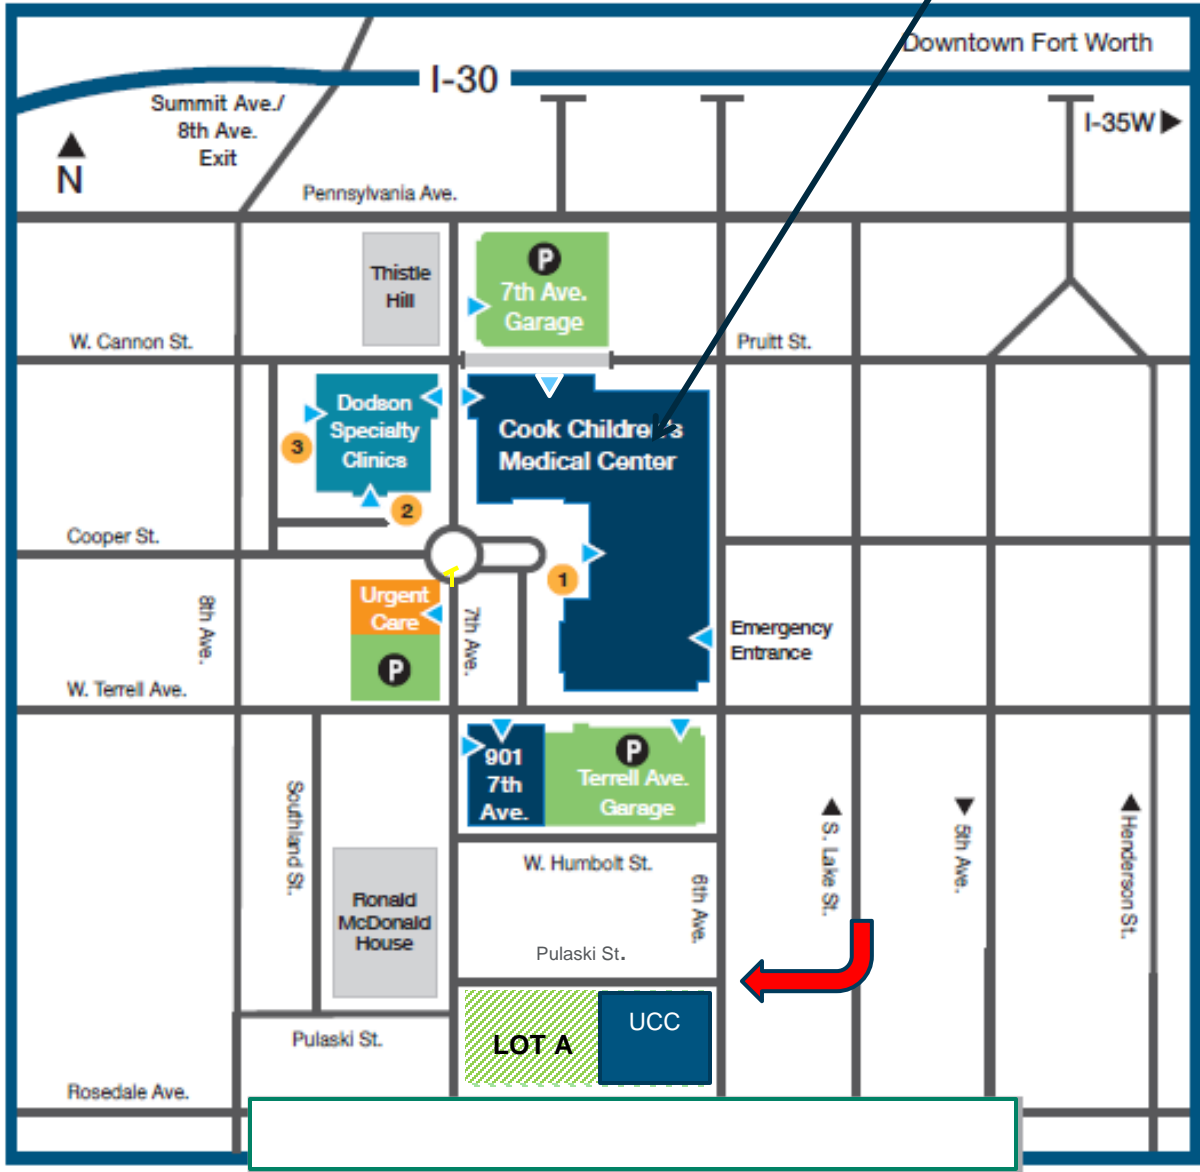 Downtown Fort Worth
I-30
Summit Ave./
8th Ave.
Exit
I-35W
N
Pennsylvania Ave.
Thistle
Hill
P
7th Ave.
Garage
W. Cannon St.
Pruitt St.
Dodson
Specialty
Clinics
3
2
Cook Children's
Medical Center
Cooper St.
1
Urgent
Care
P
8th Ave.
7th Ave.
Emergency
Entrance
W. Terrell Ave.
901
7th
Ave.
P
Terrell Ave.
Garage
Southland St.
S. Lake St.
5th Ave.
Henderson St.
W. Humbolt St.
6th Ave.
Ronald
McDonald
House
Pulaski St.
LOT A
UCC
Pulaski St.
Rosedale Ave.